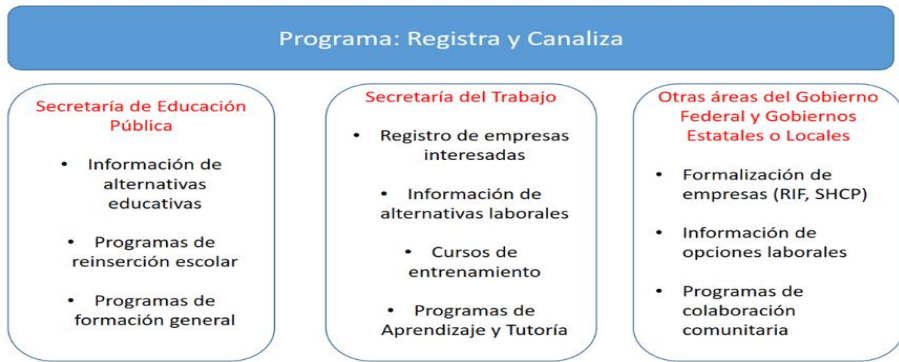 Programa: Registra y Canaliza
Secretaría de Educación
Pública
• Información de
alternativas
educativas
• Programas de
reinserción escolar
• Programas de
formación general
Secretaría del Trabajo
• Registro de empresas
interesadas
• Información de
alternativas laborales
• Cursos de
entrenamiento
• Programas de
Aprendizaje y Tutoría
Otras áreas del Gobierno
Federal y Gobiernos
Estatales o Locales
• Formalización de
empresas (RIF, SHCP)
• Información de
opciones laborales
• Programas de
colaboración
comunitaria